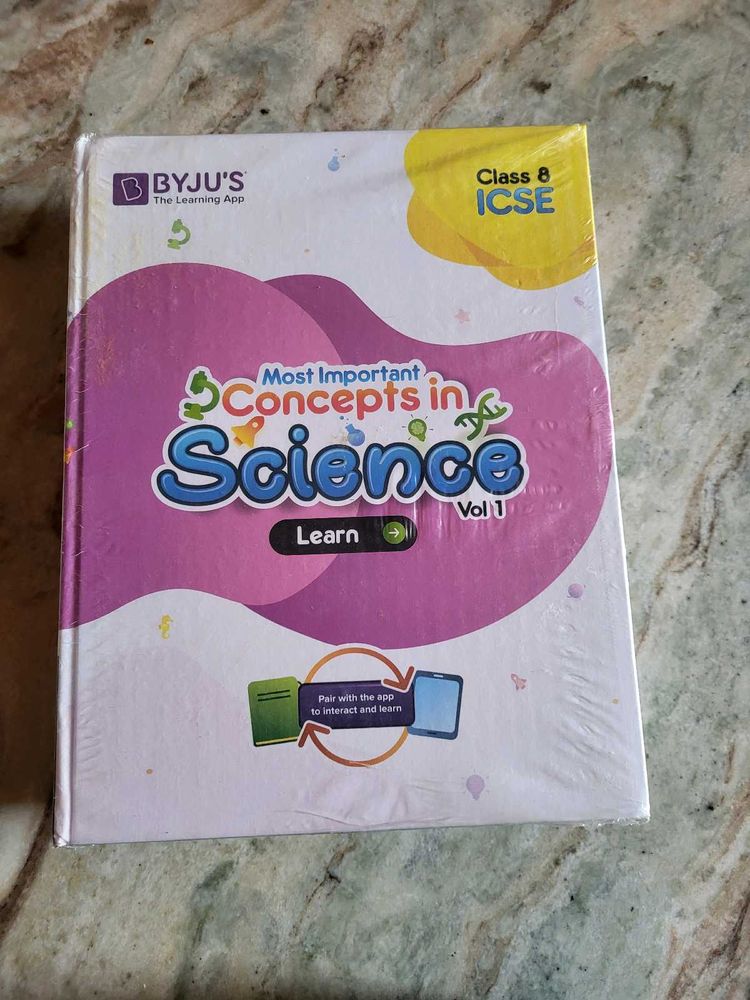 BYJU'S
The Learning App
Class 8
ICSE
Most Important
Concepts in
Science
Vol 1
Learn
Pair with the app
to interact and learn